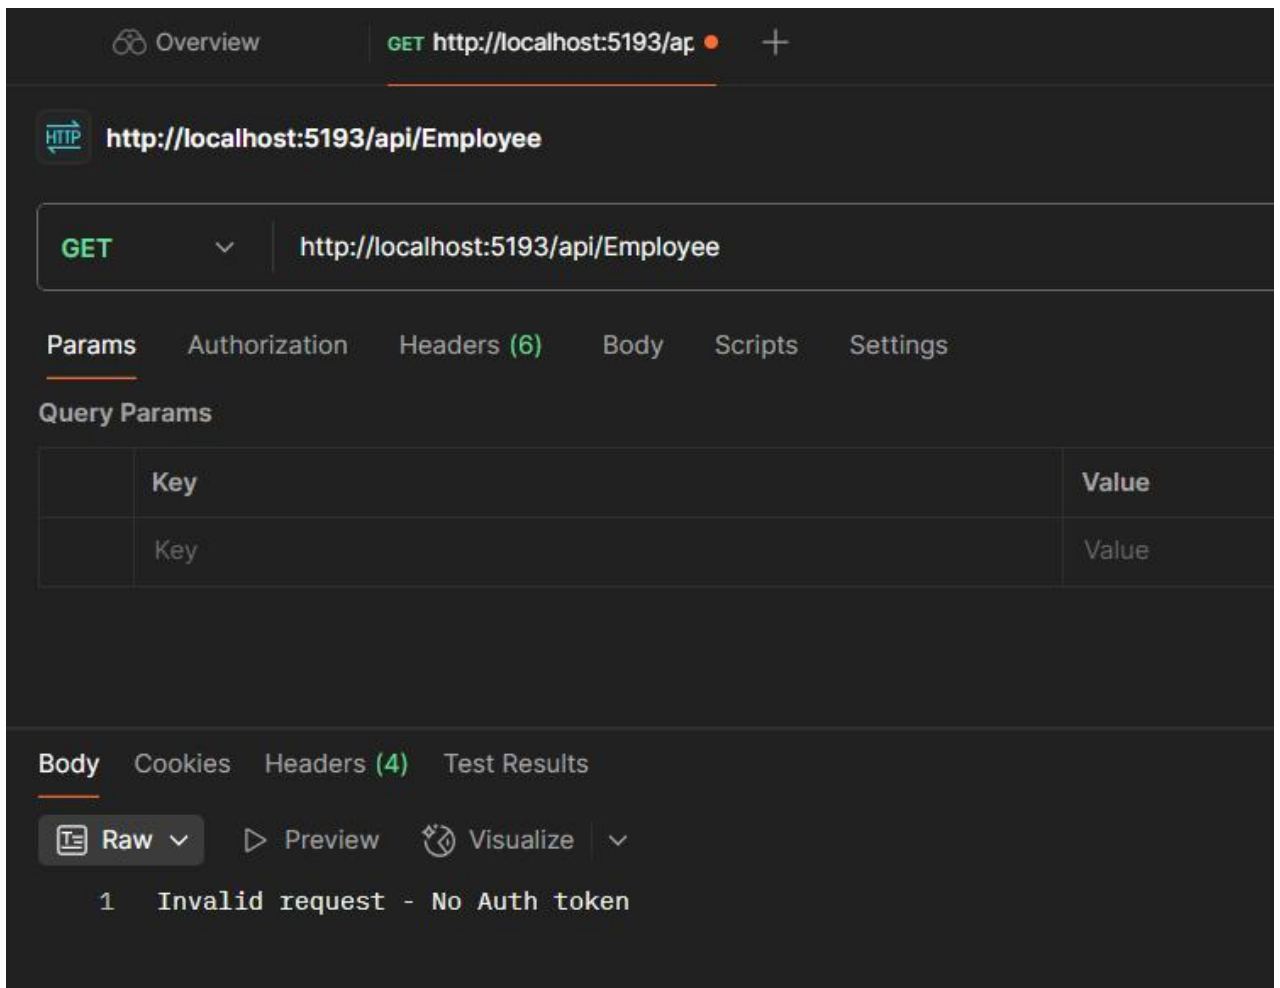 Overview
GET http://localhost:5193/ap
HTTP http://localhost:5193/api/Employee
GET http://localhost:5193/api/Employee
Params Authorization Headers (6) Body Scripts Settings
Query Params
Key Value
Key Value
Body Cookies Headers (4) Test Results
Raw Preview Visualize
1 Invalid request - No Auth token